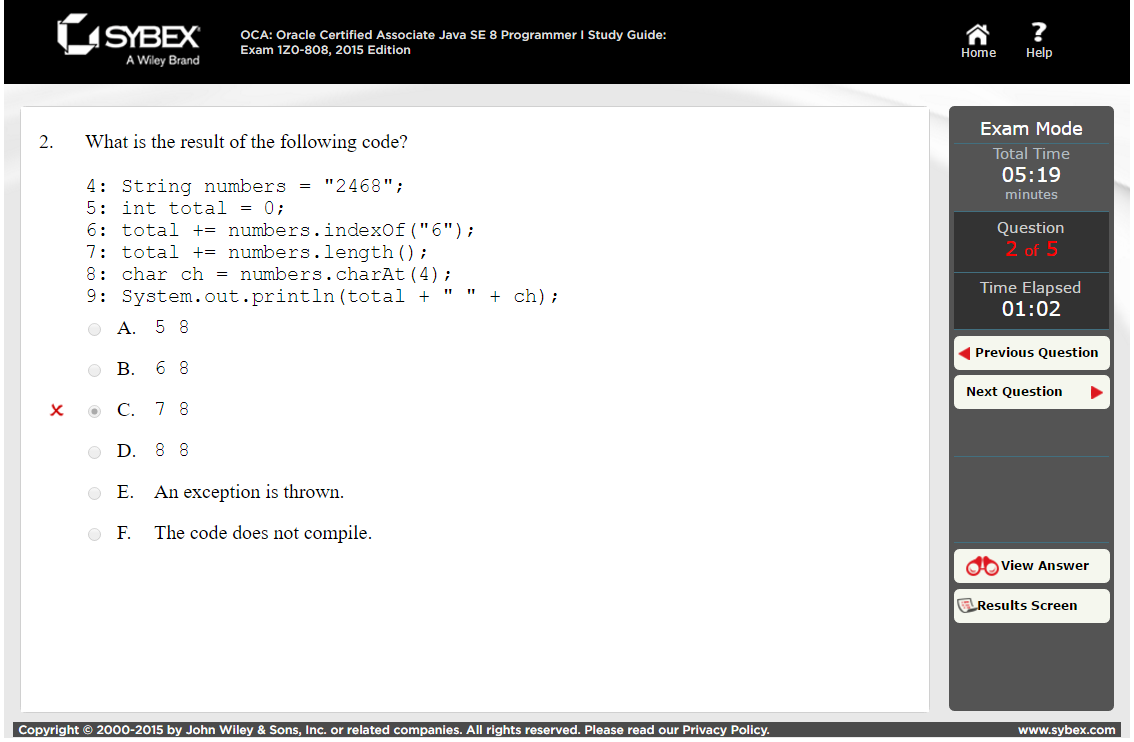 SYBEX
A Wiley Brand
OCA: Oracle Certified Associate Java SE 8 Programmer I Study Guide:
Exam 1Z0-808, 2015 Edition
Home
?
Help
2. What is the result of the following code?
4: String numbers = "2468";
5: int total = 0;
6: total += numbers.indexOf("6");
7: total += numbers.length();
8: char ch = numbers.charAt(4);
9: System.out.println(total + " " + ch);
A. 5 8
B. 6 8
C. 7 8
D. 8 8
E. An exception is thrown.
F. The code does not compile.
Exam Mode
Total Time
05:19
minutes
Question
2 of 5
Time Elapsed
01:02
Previous Question
Next Question
View Answer
Results Screen
Copyright © 2000-2015 by John Wiley & Sons, Inc. or related companies. All rights reserved. Please read our Privacy Policy.
www.sybex.com